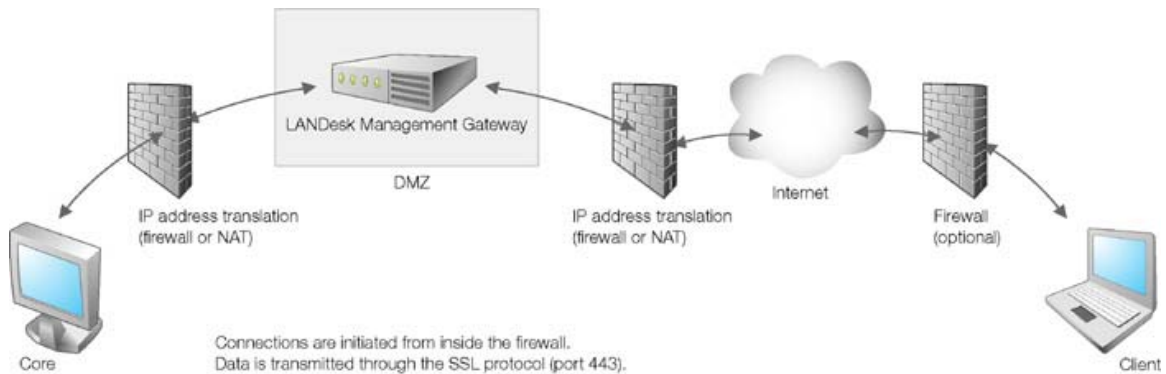 LANDesk Management Gateway
DMZ
IP address translation
(firewall or NAT)
IP address translation
(firewall or NAT)
Internet
Firewall
(optional)
Core
Connections are initiated from inside the firewall.
Data is transmitted through the SSL protocol (port 443).
Client